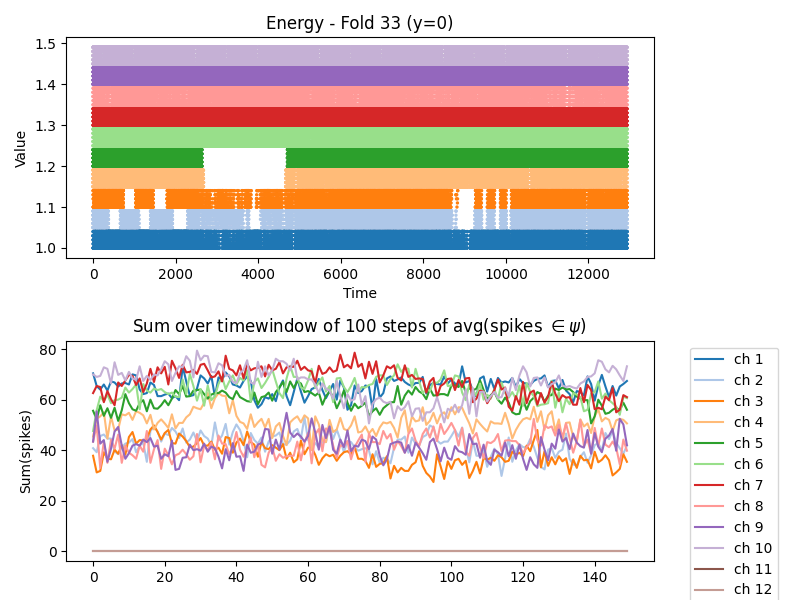 Energy - Fold 33 (y=0)
1.5
1.4
1.3
1.2
1.1
1.0
Value
0 2000 4000 6000 8000 10000 12000
Time
Sum over timewindow of 100 steps of avg(spikes ∈ ψ)
80
60
40
20
0
Sum(spikes)
0 20 40 60 80 100 120 140
ch 1
ch 2
ch 3
ch 4
ch 5
ch 6
ch 7
ch 8
ch 9
ch 10
ch 11
ch 12